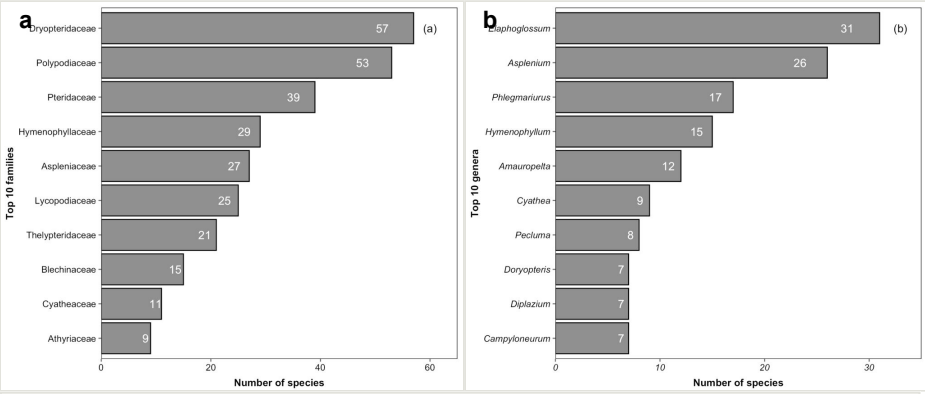 a
(a)
Top 10 families
Dryopteridaceae 57
Polypodiaceae 53
Pteridaceae 39
Hymenophyllaceae 29
Aspleniaceae 27
Lycopodiaceae 25
Thelypteridaceae 21
Blechinaceae 15
Cyatheaceae 11
Athyriaceae 9
0 20 40 60
Number of species
b
(b)
Top 10 genera
Elaphoglossum 31
Asplenium 26
Phlegmariurus 17
Hymenophyllum 15
Amauropelta 12
Cyathea 9
Pecluma 8
Doryopteris 7
Diplazium 7
Campyloneurum 7
0 10 20 30
Number of species